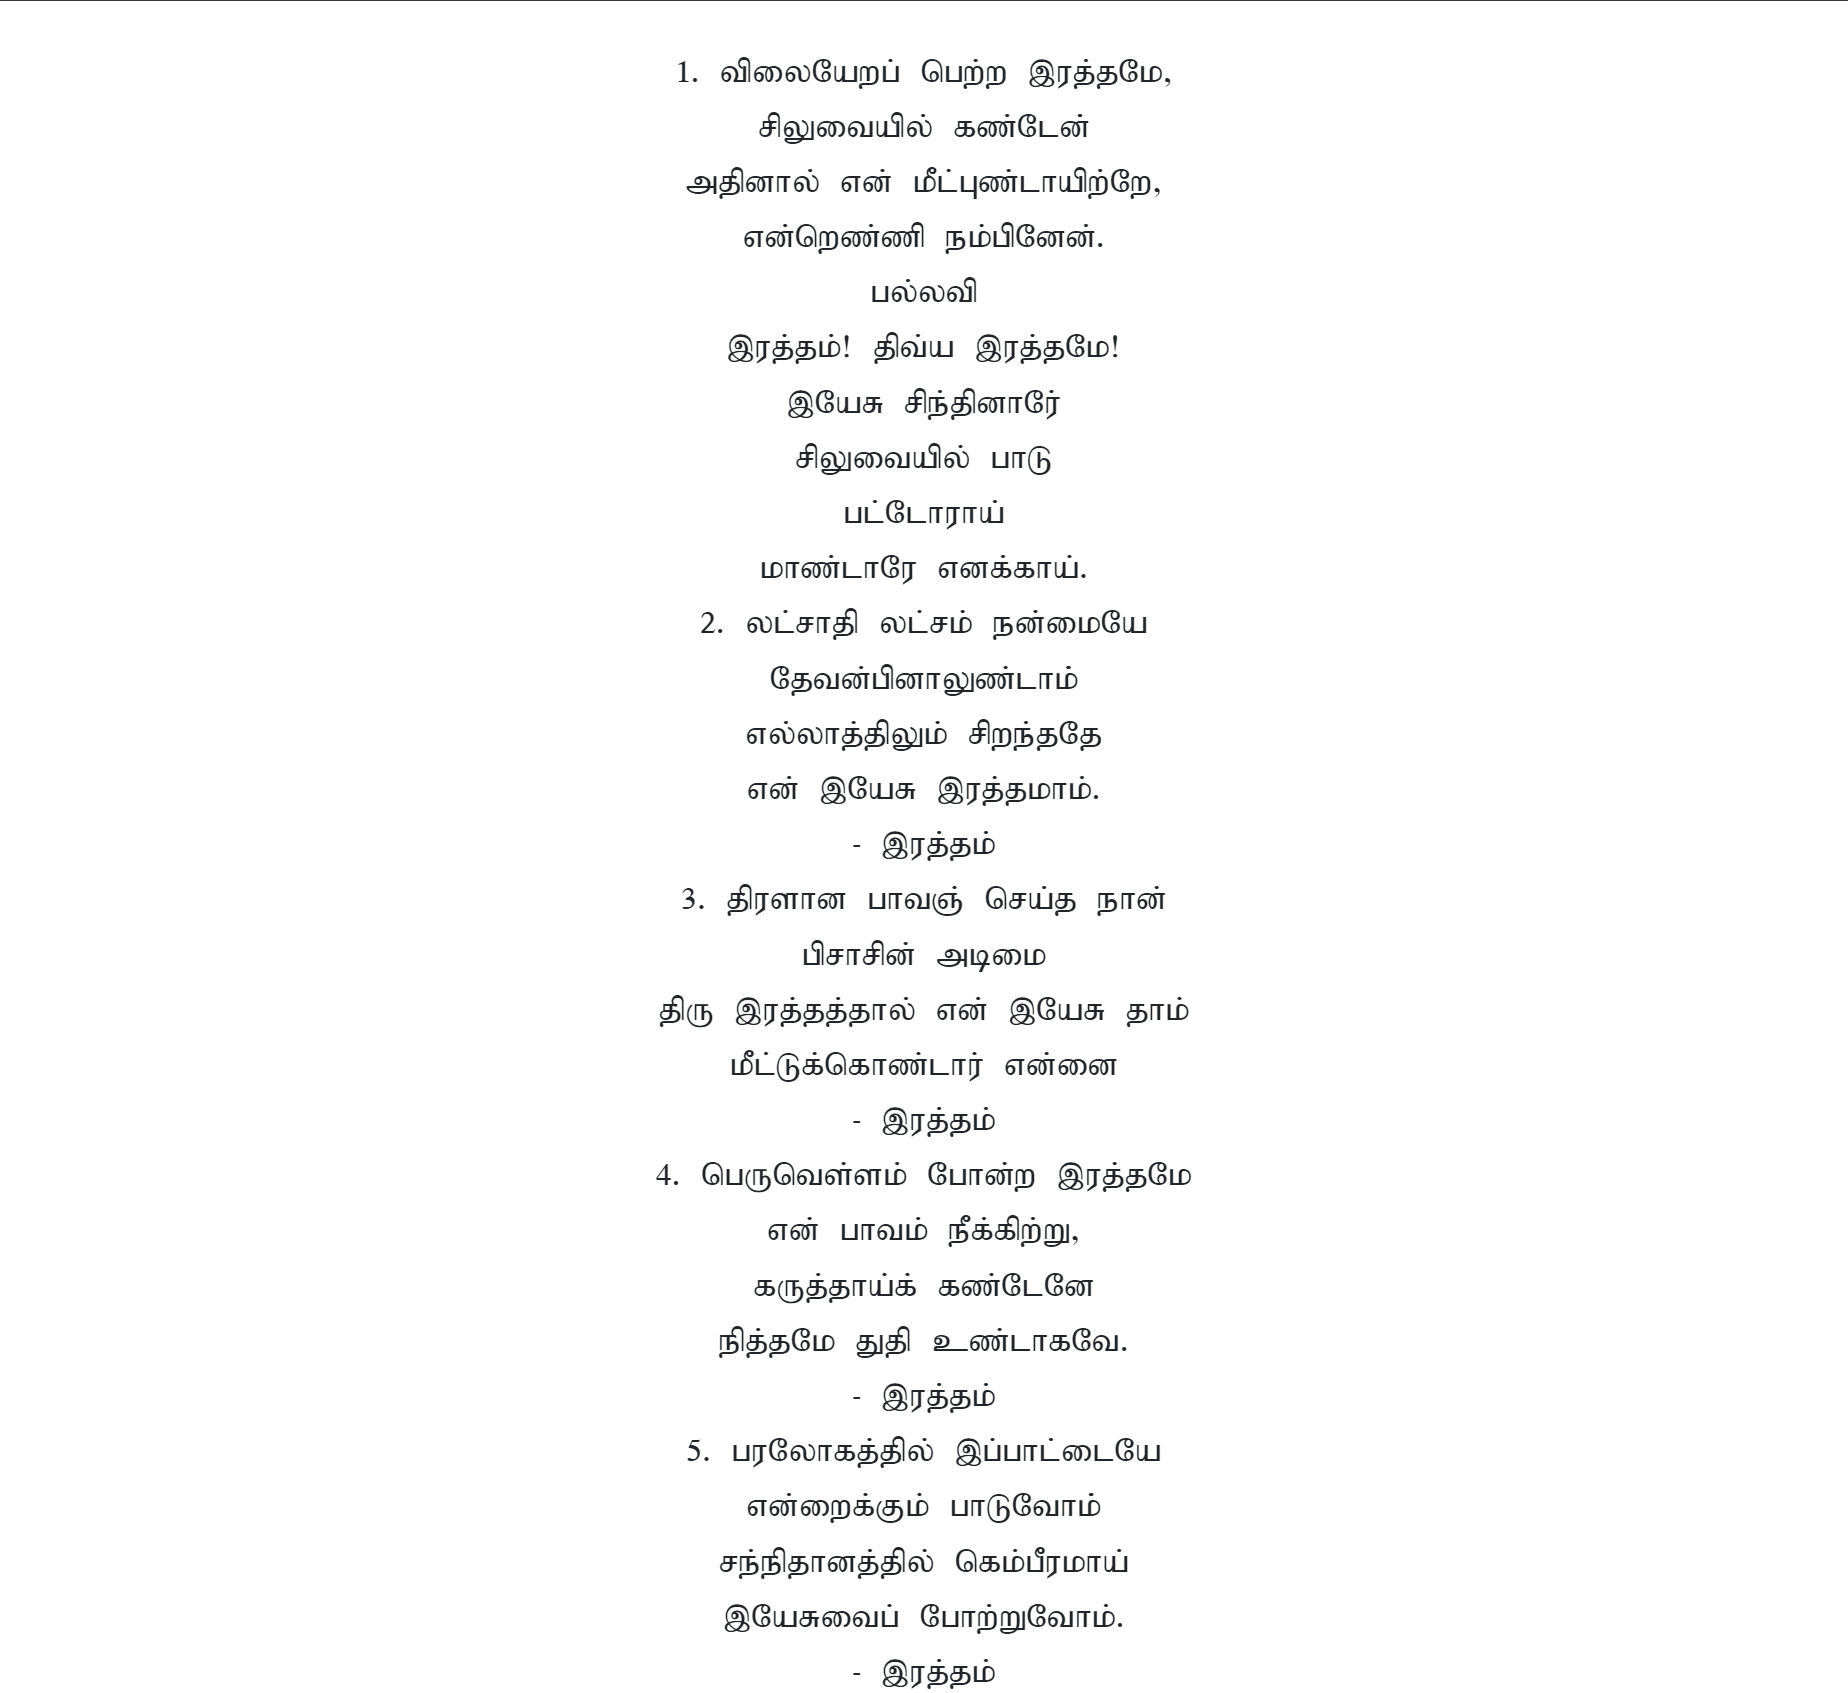 1. விலையேறப் பெற்ற இரத்தமே,
சிலுவையில் கண்டேன்
அதினால் என் மீட்புண்டாயிற்றே,
என்றெண்ணி நம்பினேன்.
பல்லவி
இரத்தம்! திவ்ய இரத்தமே!
இயேசு சிந்தினாரே்
சிலுவையில் பாடு
பட்டோராய்
மாண்டாரே எனக்காய்.
2. லட்சாதி லட்சம் நன்மையே
தேவன்பினாலுண்டாம்
எல்லாத்திலும் சிறந்ததே
என் இயேசு இரத்தமாம்.
- இரத்தம்
3. திரளான பாவஞ் செய்த நான்
பிசாசின் அடிமை
திரு இரத்தத்தால் என் இயேசு தாம்
மீட்டுக்கொண்டார் என்னை
- இரத்தம்
4. பெருவெள்ளம் போன்ற இரத்தமே
என் பாவம் நீக்கிற்று,
கருத்தாய்க் கண்டேனே
நித்தமே துதி உண்டாகவே.
- இரத்தம்
5. பரலோகத்தில் இப்பாட்டையே
என்றைக்கும் பாடுவோம்
சந்நிதானத்தில் கெம்பீரமாய்
இயேசுவைப் போற்றுவோம்.
- இரத்தம்